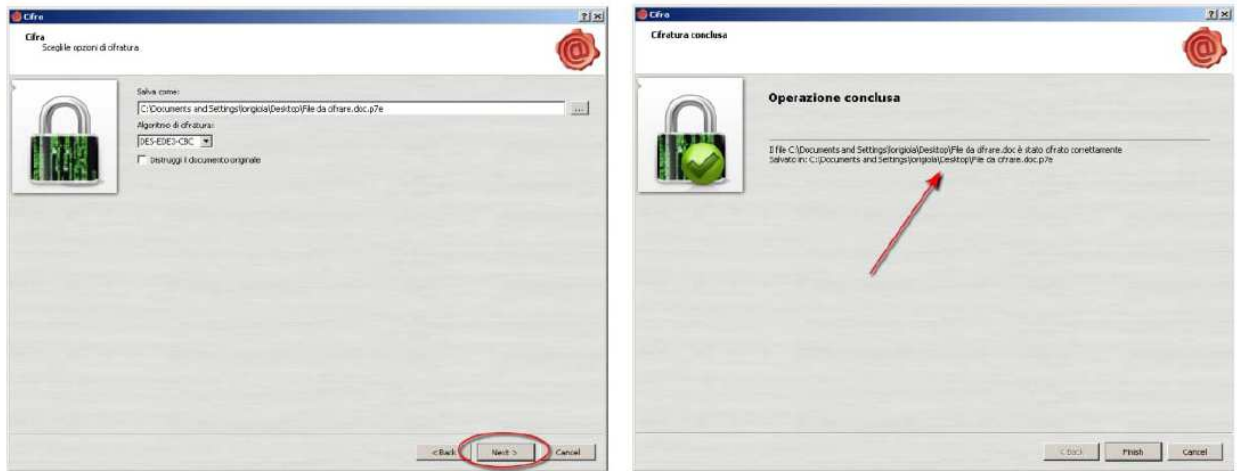 Cifra
? ×
Cifra
Scegli le opzioni di cifratura
Salva come:
C:\Documents and Settings\lorigiola\Desktop\File da cifrare.doc.p7e
...
Algoritmo di cifratura:
DES-EDE3-CBC
Distruggi il documento originale
< Back
Next >
Cancel
Cifra
? ×
Cifratura conclusa
Operazione conclusa
Il file C:\Documents and Settings\lorigiola\Desktop\File da cifrare.doc è stato cifrato correttamente
Salvato in: C:\Documents and Settings\lorigiola\Desktop\File da cifrare.doc.p7e
< Back
Finish
Cancel